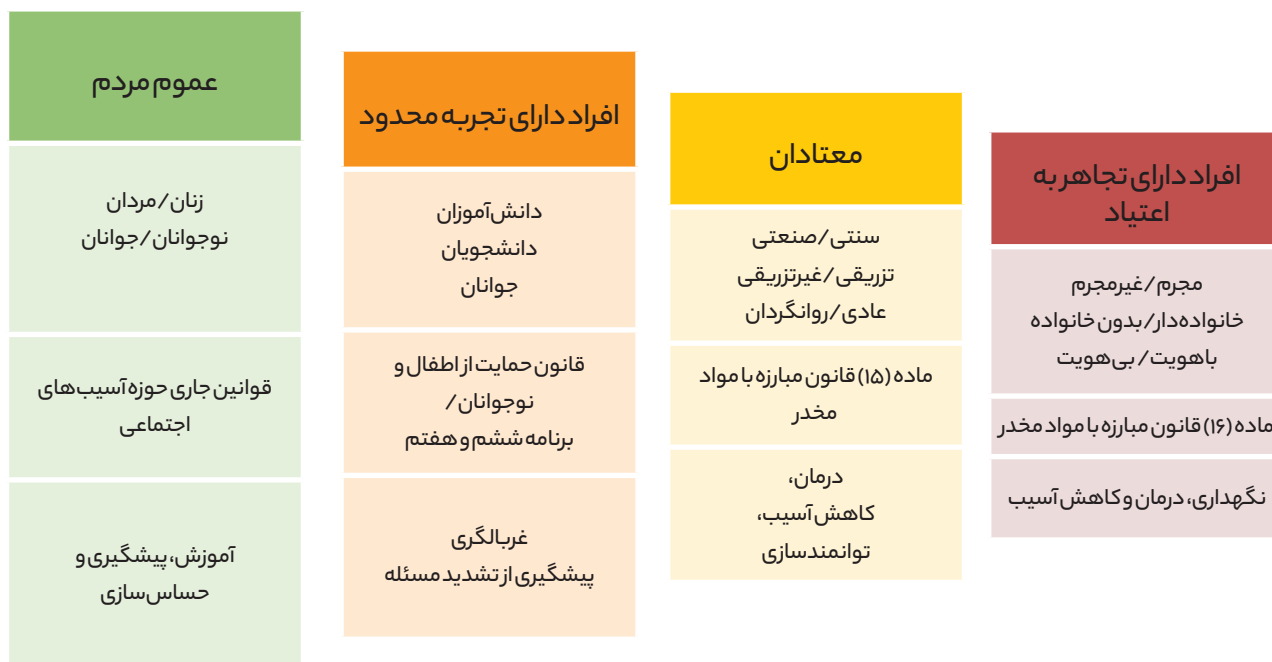 عموم مردم
زنان/مردان
نوجوانان/جوانان
قوانین جاری حوزه آسیب‌های
اجتماعی
آموزش، پیشگیری و
حساس‌سازی
افراد دارای تجربه محدود
دانش‌آموزان
دانشجویان
جوانان
قانون حمایت از اطفال و
نوجوانان/
برنامه ششم و هفتم
غربالگری
پیشگیری از تشدید مسئله
معتادان
سنتی/صنعتی
تزریقی/غیرتزریقی
عادی/روانگردان
ماده (۱۵) قانون مبارزه با مواد
مخدر
درمان،
کاهش آسیب،
توانمندسازی
افراد دارای تجاهر به
اعتیاد
مجرم/غیرمجرم
خانواده‌دار/بدون خانواده
باهویت/بی‌هویت
ماده (۱۶) قانون مبارزه با مواد مخدر
نگهداری، درمان و کاهش آسیب